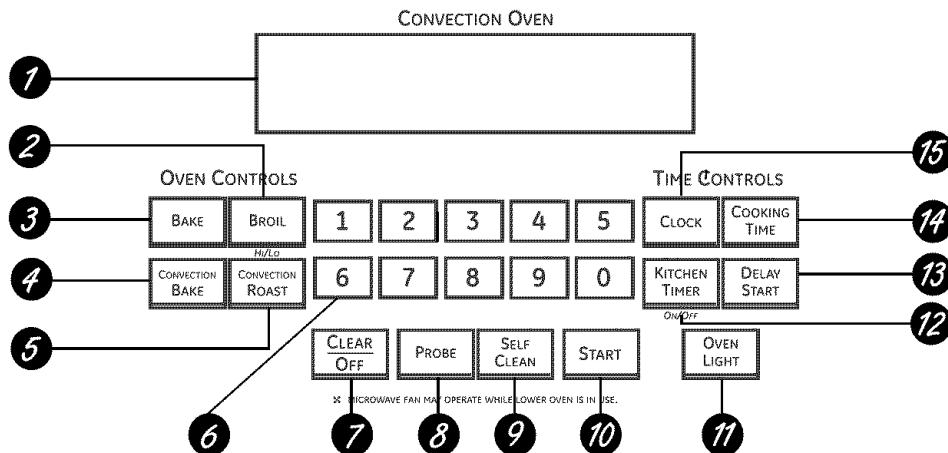 CONVECTION OVEN
1
2
15
OVEN CONTROLS
TIME CONTROLS
3
BAKE
BROIL
1
2
3
4
5
CLOCK
COOKING
TIME
14
HI/LO
4
CONVECTION
BAKE
CONVECTION
ROAST
6
7
8
9
0
KITCHEN
TIMER
DELAY
START
13
ON/OFF
12
5
CLEAR
OFF
PROBE
SELF
CLEAN
START
OVEN
LIGHT
※ MICROWAVE FAN MAY OPERATE WHILE LOWER OVEN IS IN USE.
6
7
8
9
10
11